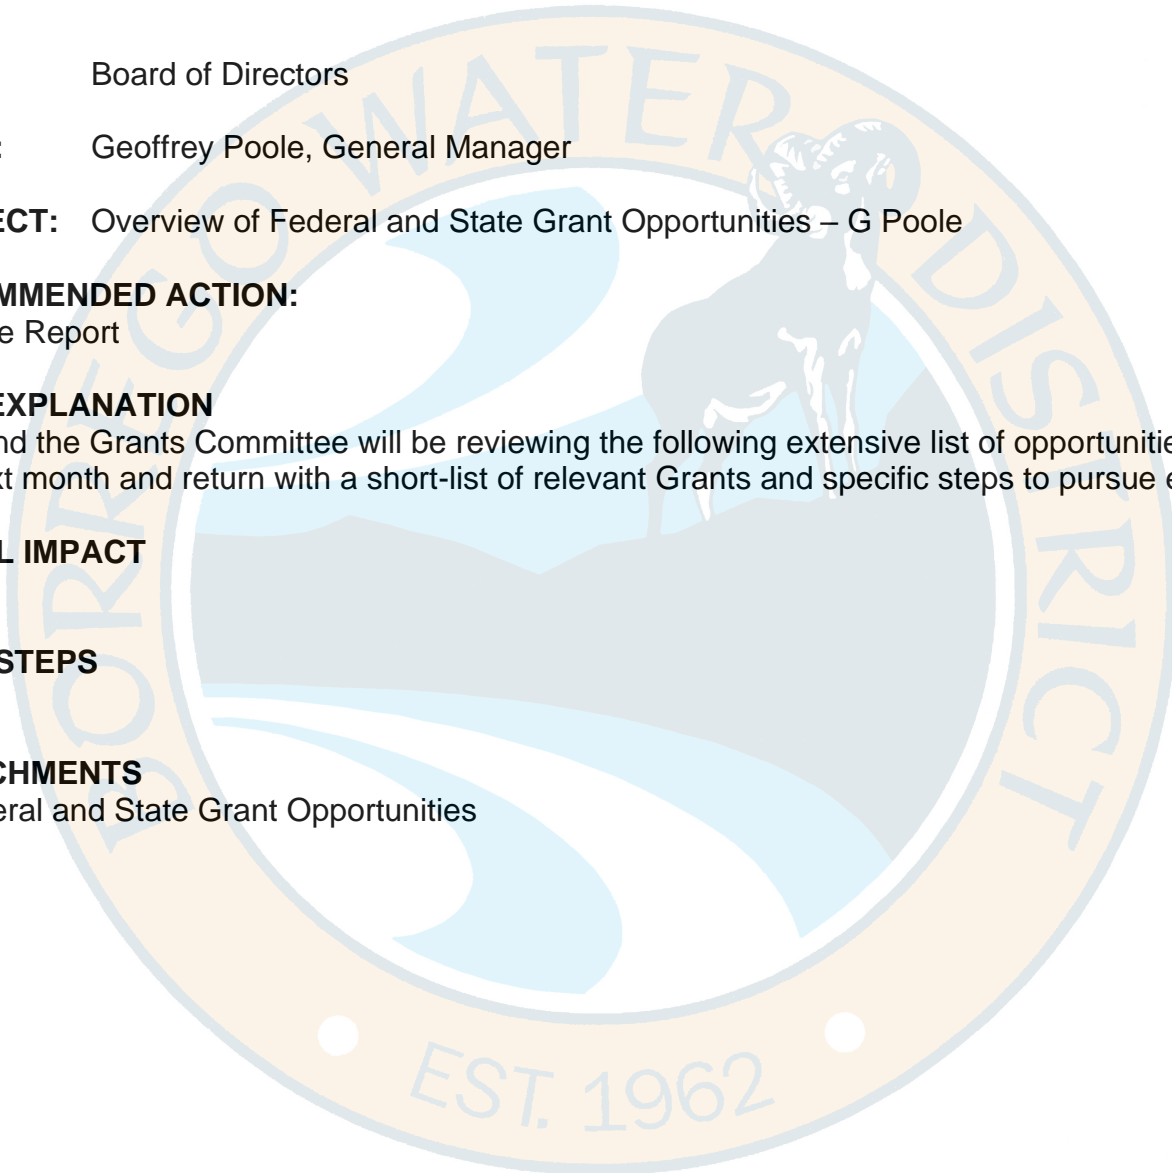 Board of Directors
: Geoffrey Poole, General Manager
ECT: Overview of Federal and State Grant Opportunities – G Poole
MMENDED ACTION:
e Report
EXPLANATION
nd the Grants Committee will be reviewing the following extensive list of opportunitie
xt month and return with a short-list of relevant Grants and specific steps to pursue e
L IMPACT
STEPS
CHMENTS
eral and State Grant Opportunities
BORREGO WATER DISTRICT
EST. 1962